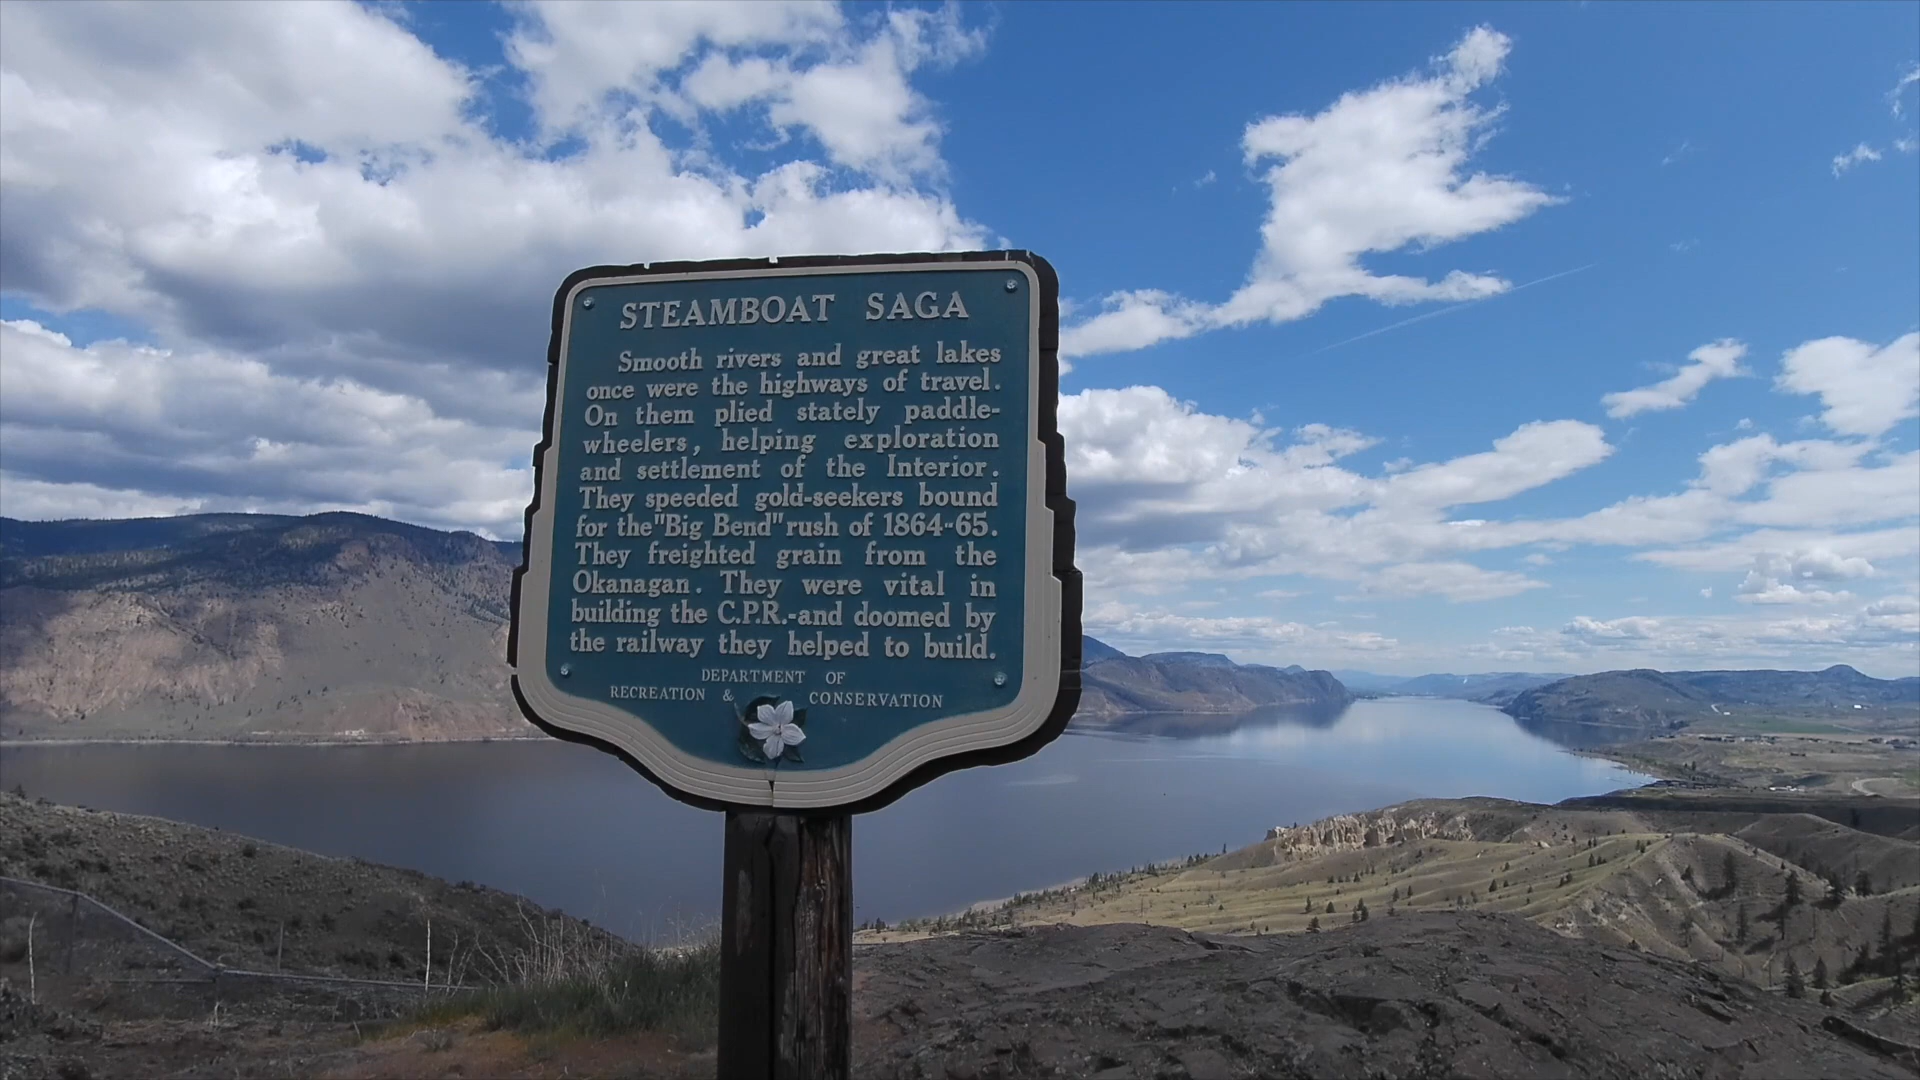 STEAMBOAT SAGA
Smooth rivers and great lakes
once were the highways of travel.
On them plied stately paddle-
wheelers, helping exploration
and settlement of the Interior.
They speeded gold-seekers bound
for the "Big Bend" rush of 1864-65.
They freighted grain from the
Okanagan. They were vital in
building the C.P.R.-and doomed by
the railway they helped to build.
DEPARTMENT OF
RECREATION & CONSERVATION